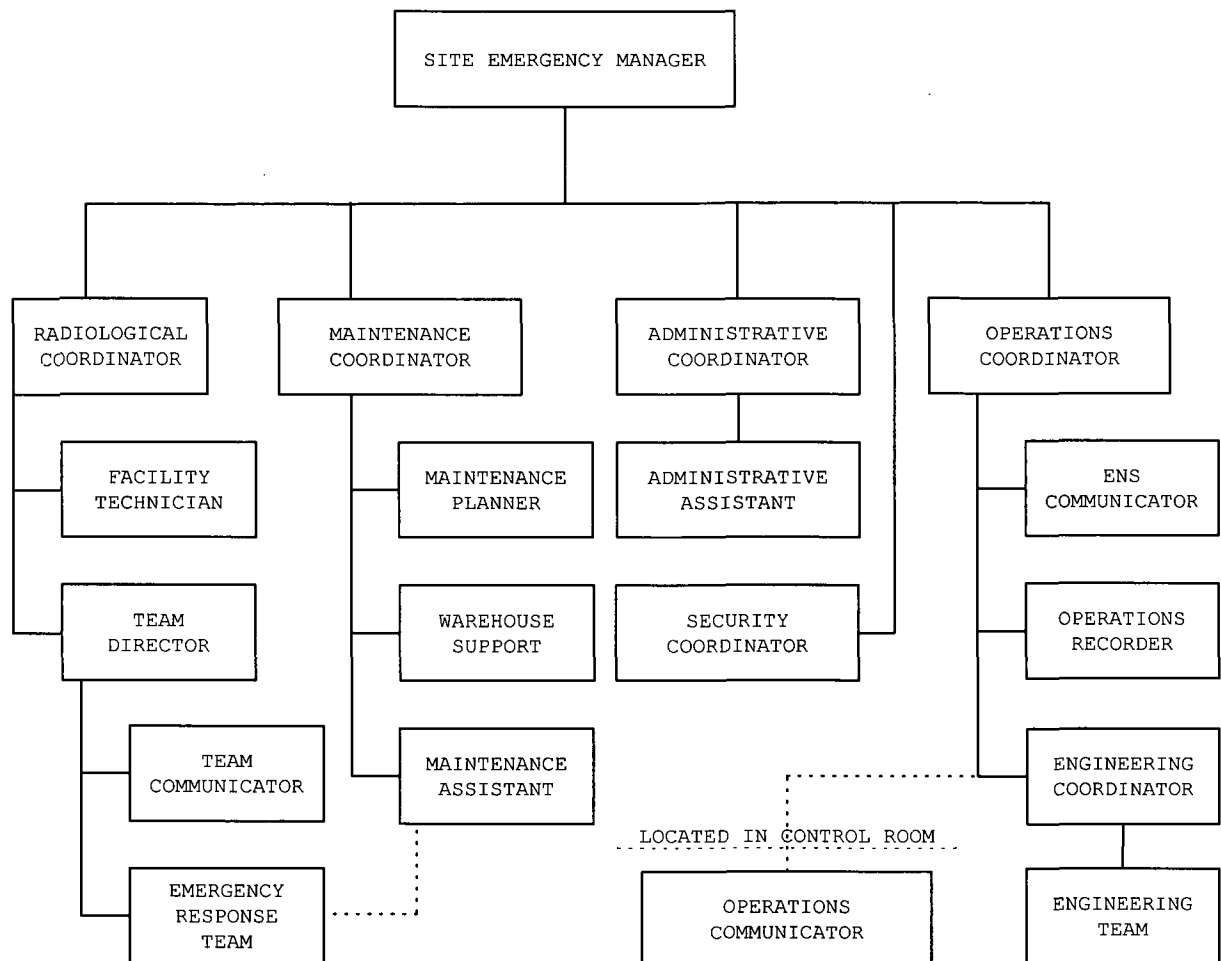 SITE EMERGENCY MANAGER
RADIOLOGICAL
COORDINATOR
MAINTENANCE
COORDINATOR
ADMINISTRATIVE
COORDINATOR
OPERATIONS
COORDINATOR
FACILITY
TECHNICIAN
MAINTENANCE
PLANNER
ADMINISTRATIVE
ASSISTANT
ENS
COMMUNICATOR
TEAM
DIRECTOR
WAREHOUSE
SUPPORT
SECURITY
COORDINATOR
OPERATIONS
RECORDER
TEAM
COMMUNICATOR
MAINTENANCE
ASSISTANT
ENGINEERING
COORDINATOR
LOCATED IN CONTROL ROOM
EMERGENCY
RESPONSE
TEAM
OPERATIONS
COMMUNICATOR
ENGINEERING
TEAM